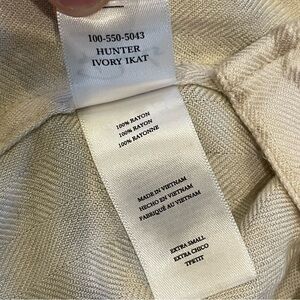 100-550-5043
HUNTER
IVORY IKAT
100% RAYON
100% RAYON
100% RAYONNE
MADE IN VIETNAM
HECHO EN VIETNAM
FABRIQUÉ AU VIETNAM
EXTRA SMALL
EXTRA CHICO
TPETIT